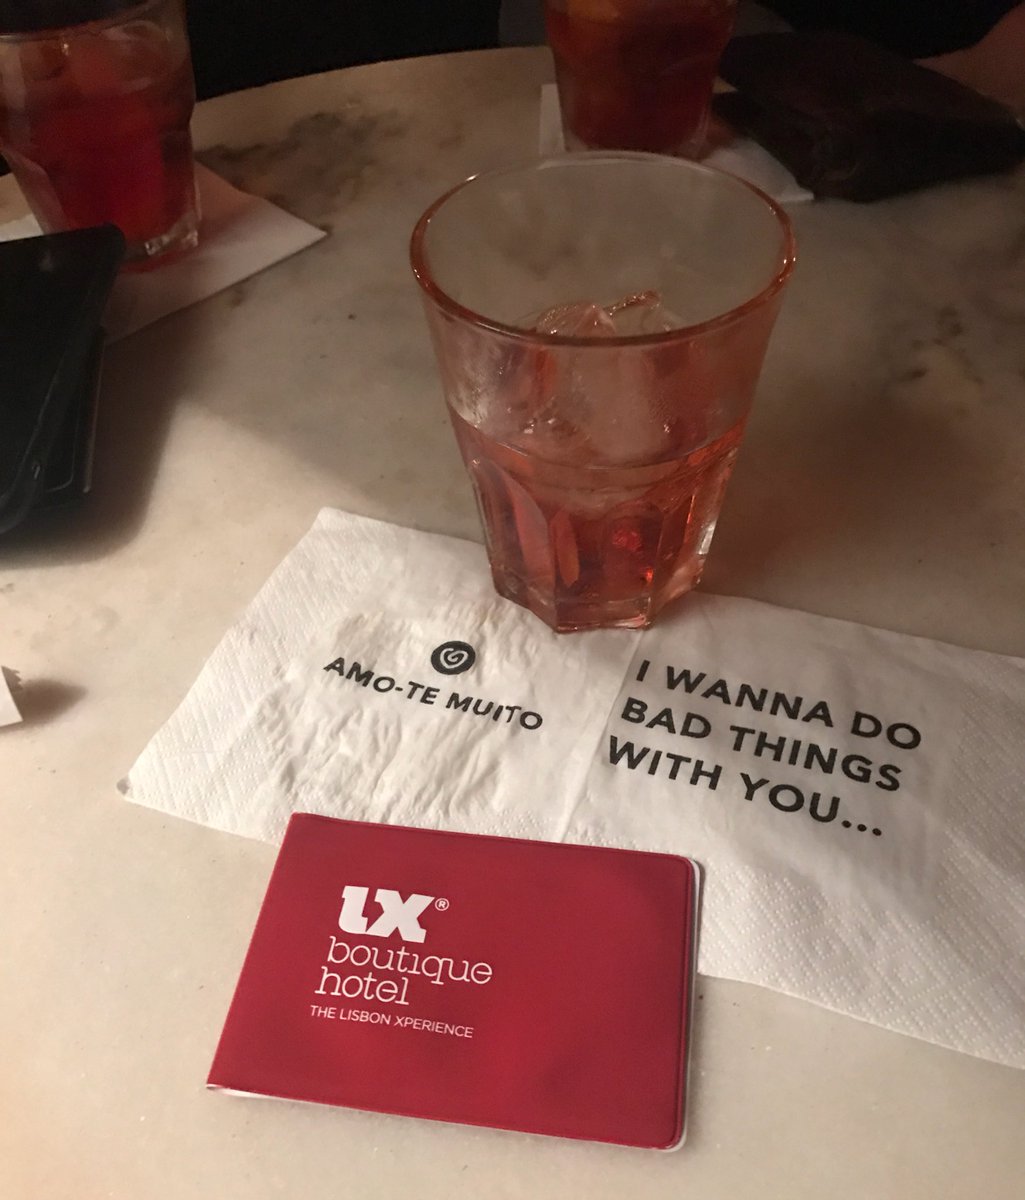 AMO-TE MUITO
I WANNA DO
BAD THINGS
WITH YOU...
LX®
boutique
hotel
THE LISBON XPERIENCE